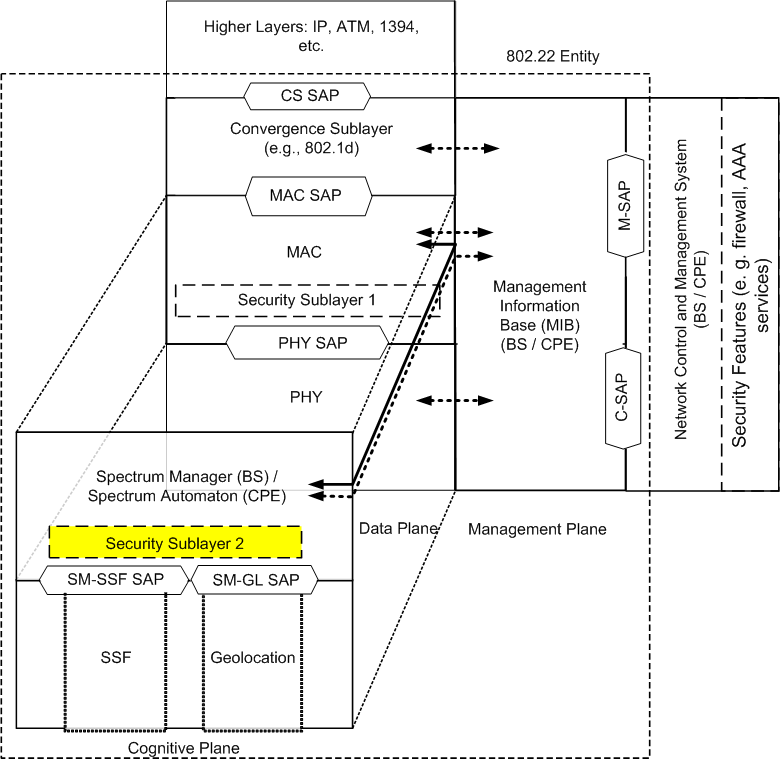 Higher Layers: IP, ATM, 1394,
etc.
802.22 Entity
CS SAP
Convergence Sublayer
(e.g., 802.1d)
MAC SAP
MAC
Security Sublayer 1
PHY SAP
PHY
Management
Information
Base (MIB)
(BS / CPE)
M-SAP
C-SAP
Network Control and Management System
(BS / CPE)
Security Features (e. g. firewall, AAA
services)
Spectrum Manager (BS) /
Spectrum Automaton (CPE)
Security Sublayer 2
Data Plane
Management Plane
SM-SSF SAP
SM-GL SAP
SSF
Geolocation
Cognitive Plane